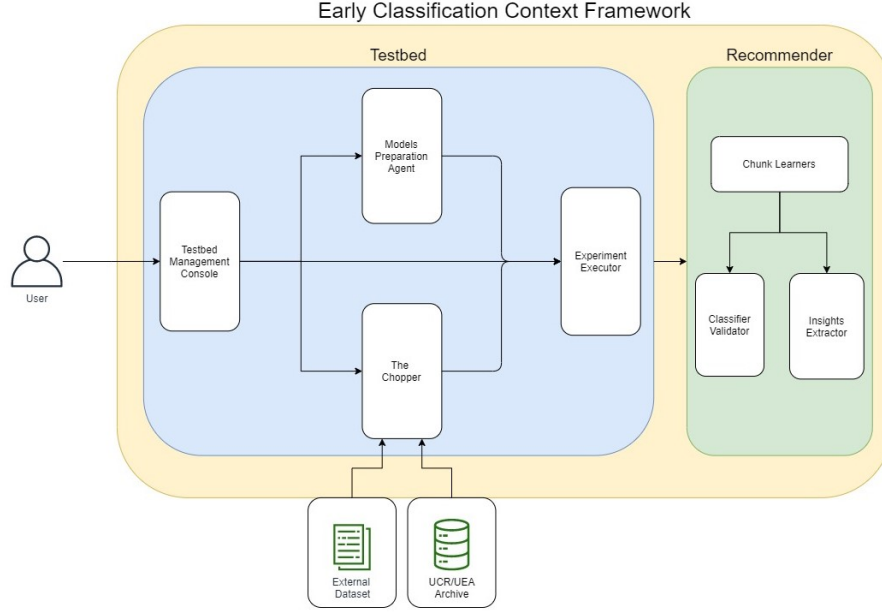 Early Classification Context Framework
Testbed
Recommender
Models
Preparation
Agent
Chunk Learners
Testbed
Management
Console
Experiment
Executor
User
Classifier
Validator
Insights
Extractor
The
Chopper
External
Dataset
UCR/UEA
Archive